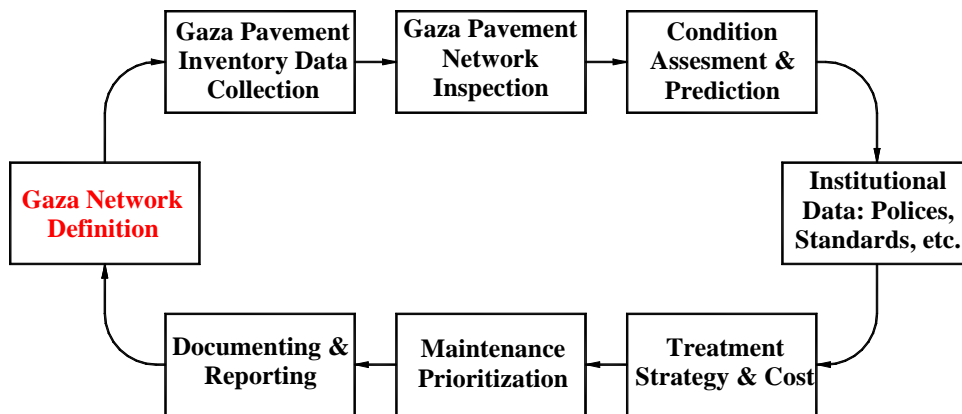 Gaza Pavement
Inventory Data
Collection
Gaza Pavement
Network
Inspection
Condition
Assesment &
Prediction
Gaza Network
Definition
Institutional
Data: Polices,
Standards, etc.
Documenting &
Reporting
Maintenance
Prioritization
Treatment
Strategy & Cost